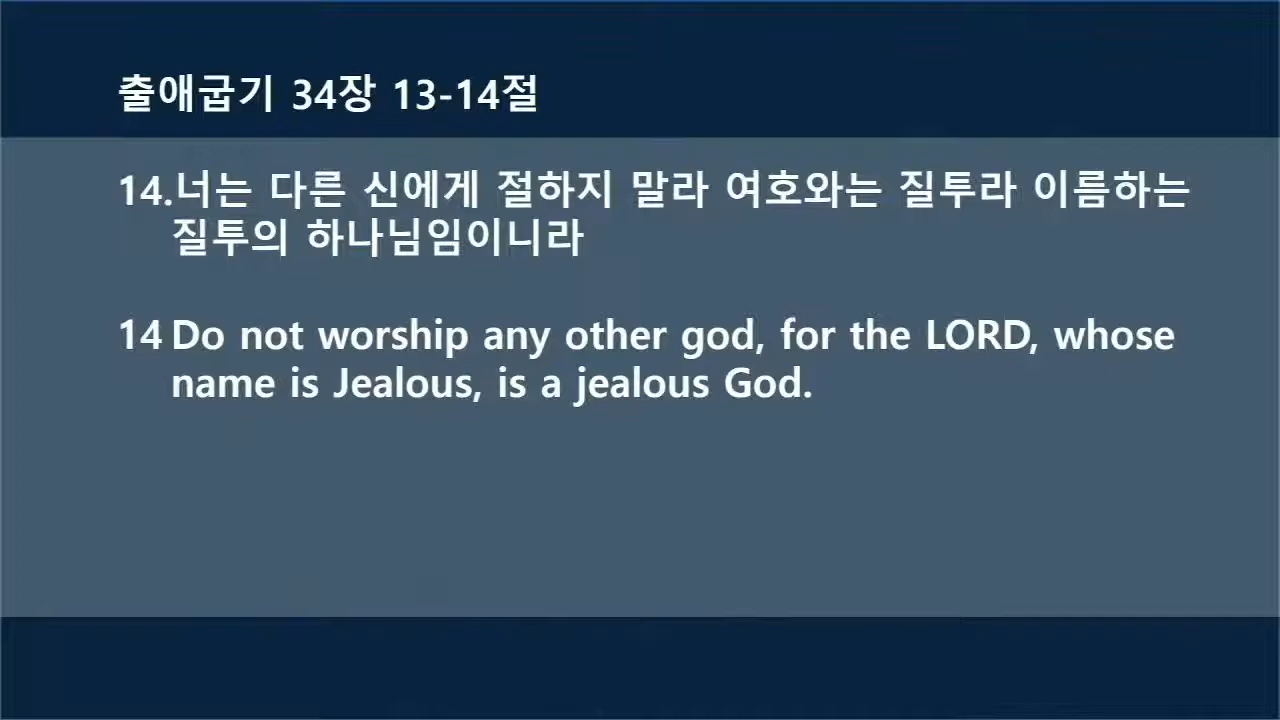 출애굽기 34장 13-14절
14.너는 다른 신에게 절하지 말라 여호와는 질투라 이름하는
질투의 하나님임이니라
14 Do not worship any other god, for the LORD, whose
name is Jealous, is a jealous God.